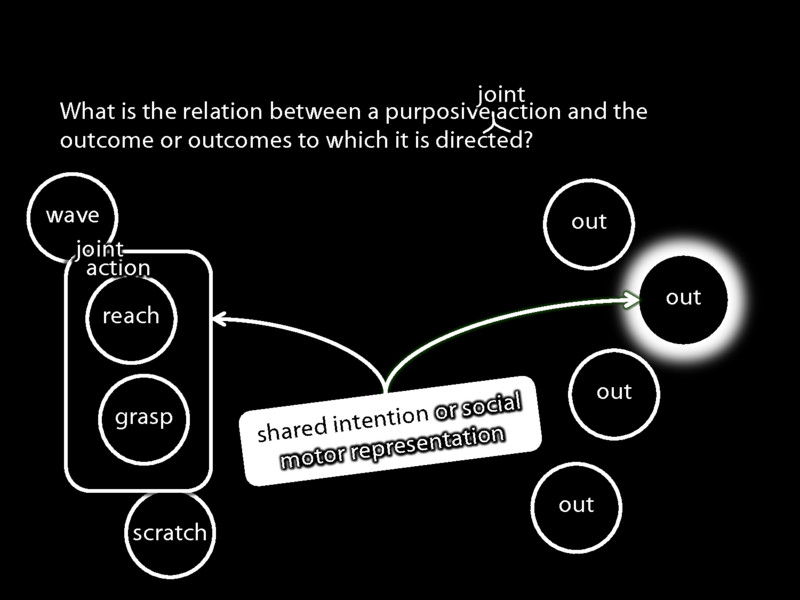 joint
What is the relation between a purposive action and the
outcome or outcomes to which it is directed?
wave
joint
action
reach
grasp
scratch
shared intention or social
motor representation
out
out
out
out